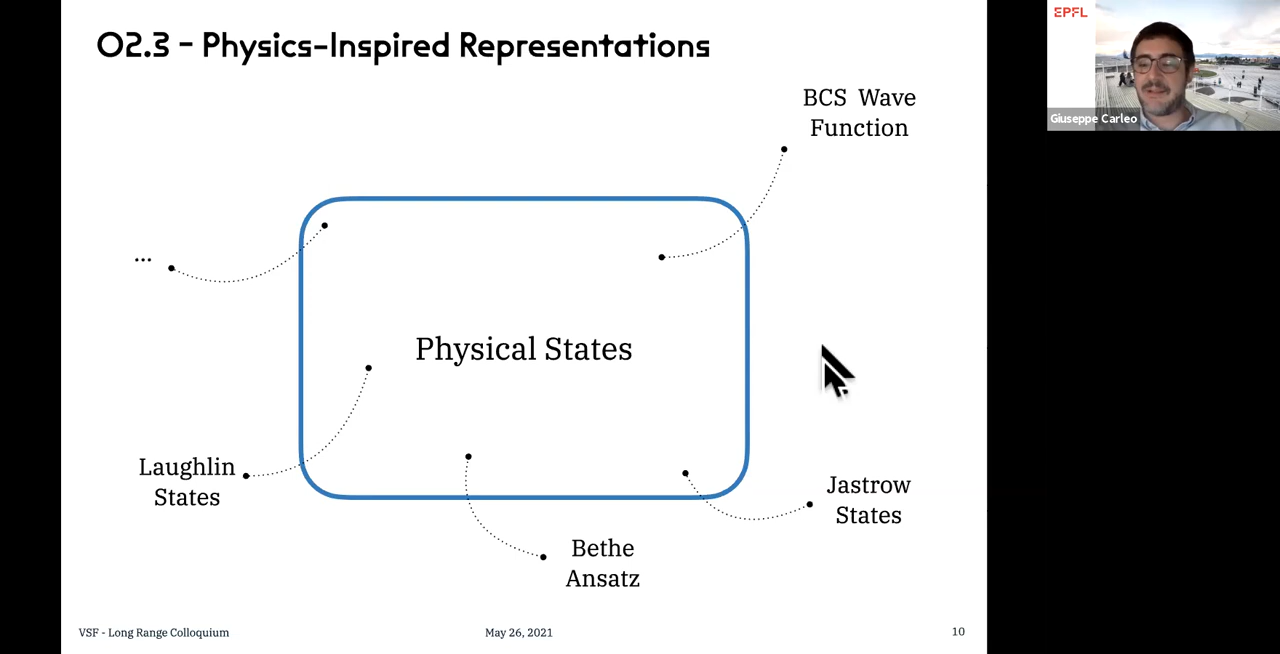 02.3 - Physics-Inspired Representations
EPFL
Giuseppe Carleo
BCS Wave
Function
...
Physical States
Laughlin
States
Jastrow
States
Bethe
Ansatz
VSF - Long Range Colloquium
May 26, 2021
10